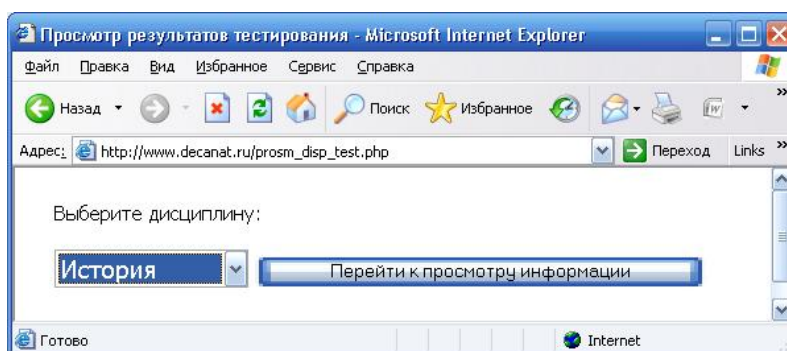 Просмотр результатов тестирования - Microsoft Internet Explorer
Файл Правка Вид Избранное Сервис Справка
Назад Поиск Избранное
Адрес: http://www.decanat.ru/prosm_disp_test.php Переход Links
Выберите дисциплину:
История Перейти к просмотру информации
Готово Internet